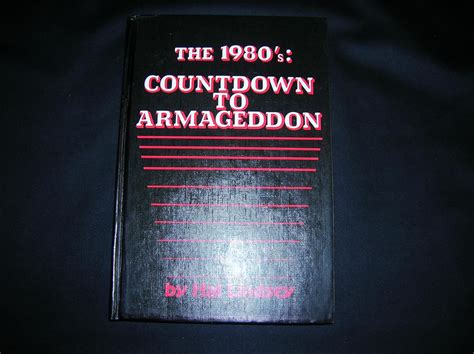 THE 1980's:
COUNTDOWN
TO
ARMAGEDDON
by Hal Lindsey